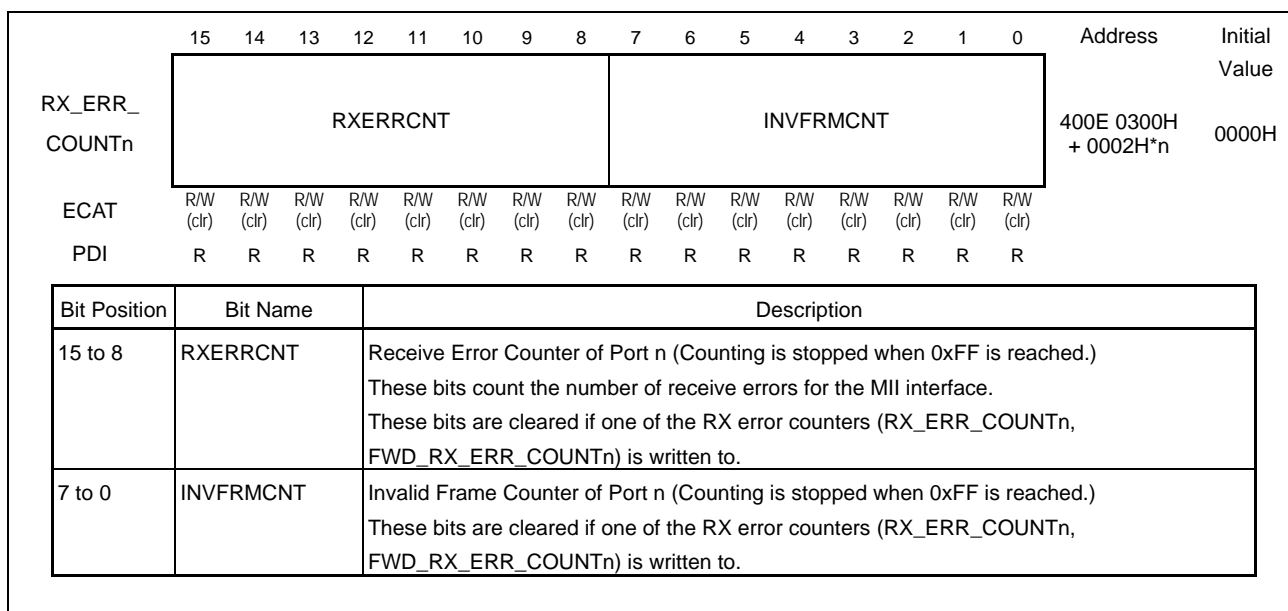 15 14 13 12 11 10 9 8 7 6 5 4 3 2 1 0 Address Initial
Value
RX_ERR_
COUNTn
RXERRCNT INVFRMCNT
400E 0300H
+ 0002H*n
0000H
ECAT R/W R/W R/W R/W R/W R/W R/W R/W R/W R/W R/W R/W R/W R/W R/W R/W
(clr) (clr) (clr) (clr) (clr) (clr) (clr) (clr) (clr) (clr) (clr) (clr) (clr) (clr) (clr) (clr)
PDI R R R R R R R R R R R R R R R R
Bit Position Bit Name Description
15 to 8 RXERRCNT Receive Error Counter of Port n (Counting is stopped when 0xFF is reached.)
These bits count the number of receive errors for the MII interface.
These bits are cleared if one of the RX error counters (RX_ERR_COUNTn,
FWD_RX_ERR_COUNTn) is written to.
7 to 0 INVFRMCNT Invalid Frame Counter of Port n (Counting is stopped when 0xFF is reached.)
These bits are cleared if one of the RX error counters (RX_ERR_COUNTn,
FWD_RX_ERR_COUNTn) is written to.